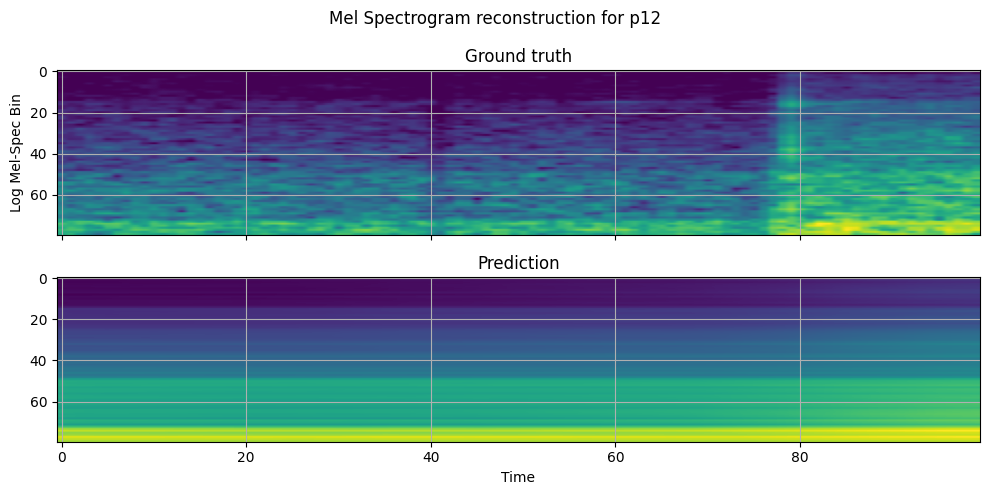 Mel Spectrogram reconstruction for p12
Ground truth
Log Mel-Spec Bin
0
20
40
60
Prediction
0
20
40
60
0 20 40 60 80
Time